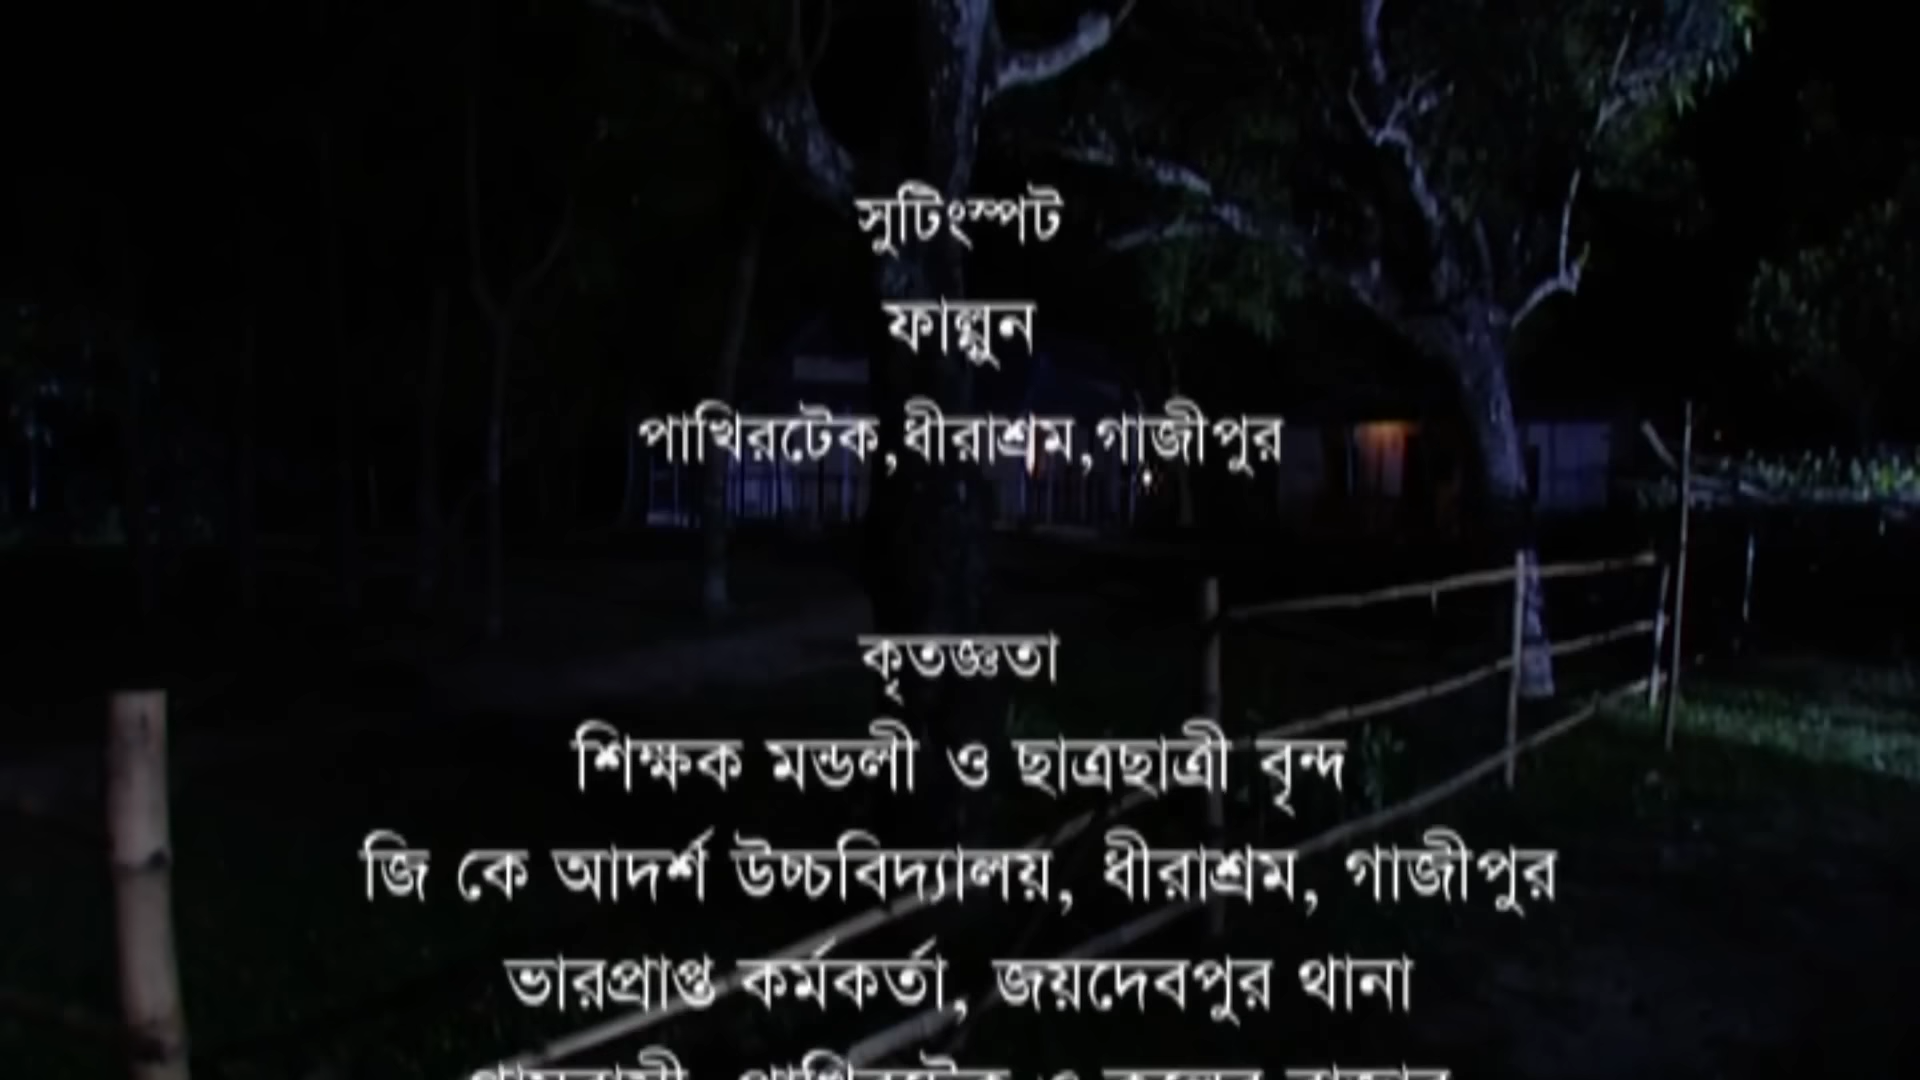 সুটিংস্পট
ফাল্গুন
পাখিরটেক,ধীরাশ্রম,গাজীপুর
কৃতজ্ঞতা
শিক্ষক মন্ডলী ও ছাত্রছাত্রী বৃন্দ
জি কে আদর্শ উচ্চবিদ্যালয়, ধীরাশ্রম, গাজীপুর
ভারপ্রাপ্ত কর্মকর্তা, জয়দেবপুর থানা